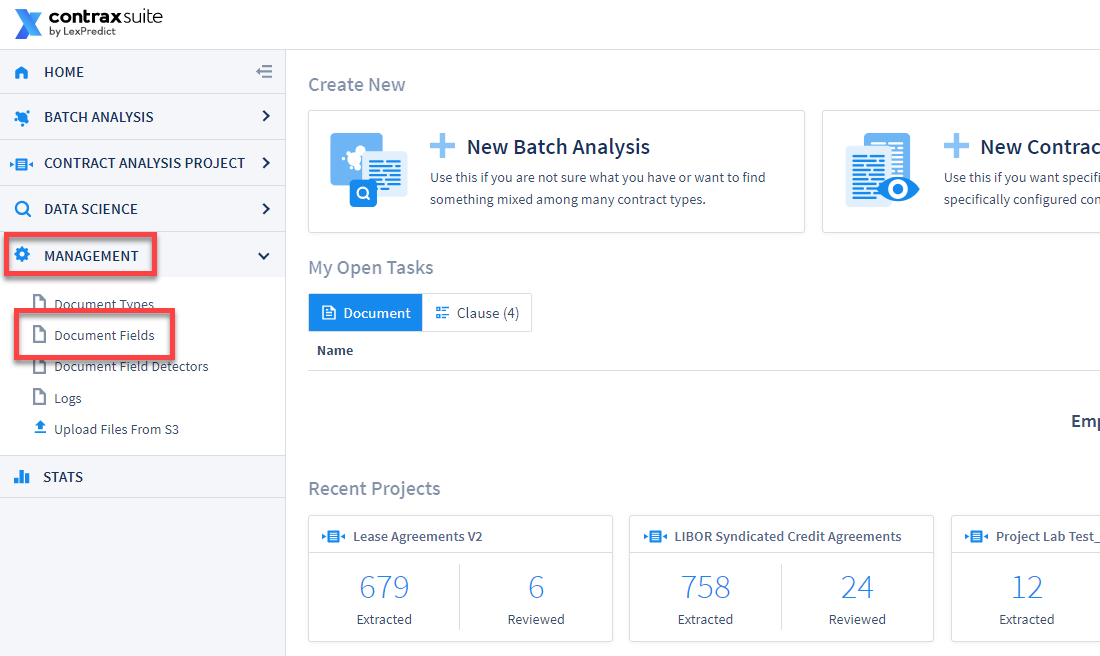 contraxsuite
by LexPredict
HOME
BATCH ANALYSIS
CONTRACT ANALYSIS PROJECT
DATA SCIENCE
MANAGEMENT
Document Types
Document Fields
Document Field Detectors
Logs
Upload Files From S3
STATS
Create New
New Batch Analysis
Use this if you are not sure what you have or want to find
something mixed among many contract types.
New Contrac
Use this if you want specifi
specifically configured con
My Open Tasks
Document
Clause (4)
Name
Emp
Recent Projects
Lease Agreements V2
679
Extracted
6
Reviewed
LIBOR Syndicated Credit Agreements
758
Extracted
24
Reviewed
Project Lab Test_
12
Extracted